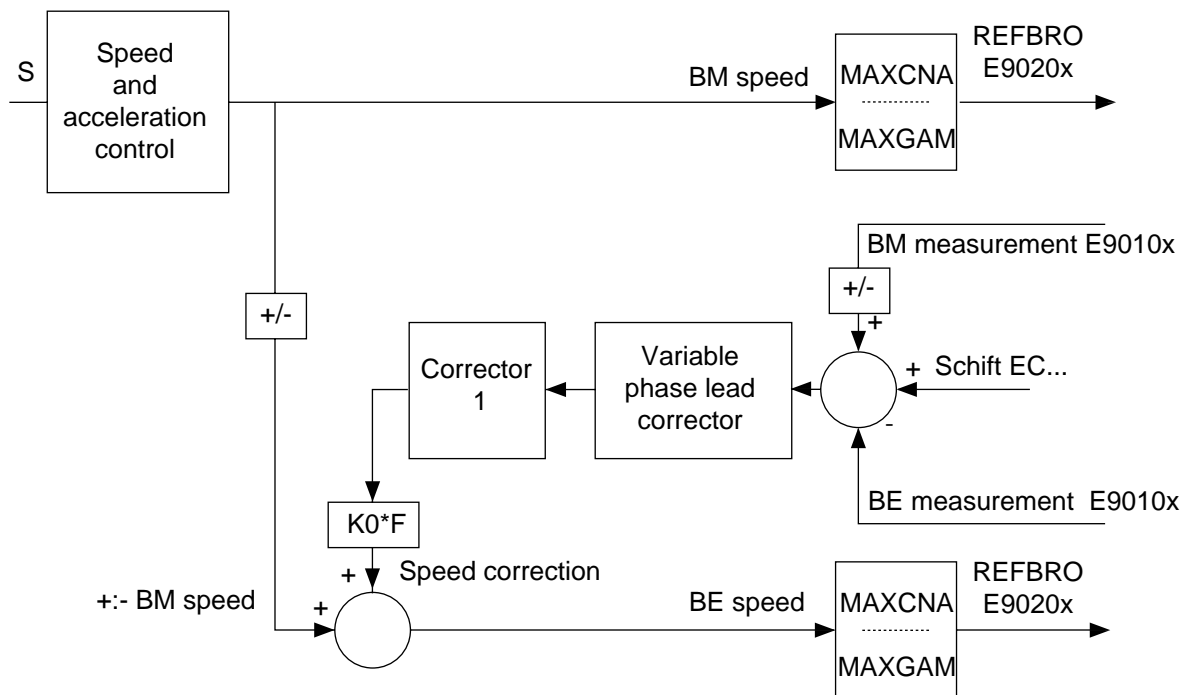 S
Speed
and
acceleration
control
BM speed
MAXCNA
MAXGAM
REFBRO
E9020x
BM measurement E9010x
+/-
+
+/-
Corrector
1
Variable
phase lead
corrector
+ Schift EC...
-
BE measurement E9010x
K0*F
+ Speed correction
+:- BM speed
+
BE speed
MAXCNA
MAXGAM
REFBRO
E9020x